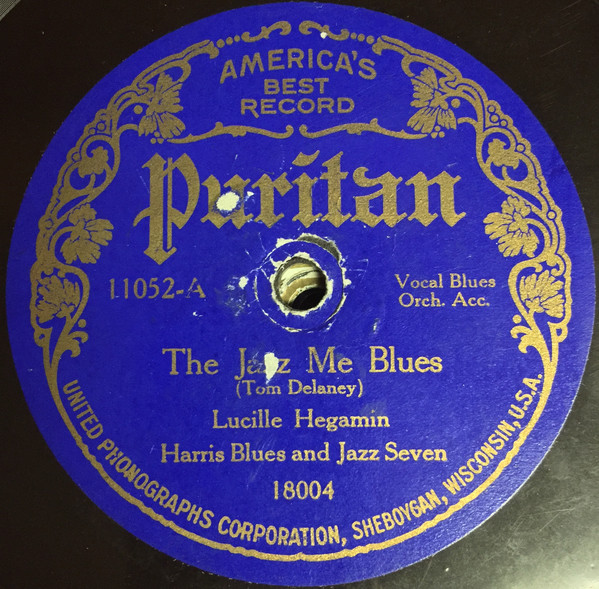 AMERICA'S
BEST
RECORD
Puritan
11052-A
Vocal Blues
Orch. Acc.
The Jazz Me Blues
(Tom Delaney)
Lucille Hegamin
Harris Blues and Jazz Seven
18004
UNITED PHONOGRAPHS CORPORATION, SHEBOYGAN, WISCONSIN, U.S.A.